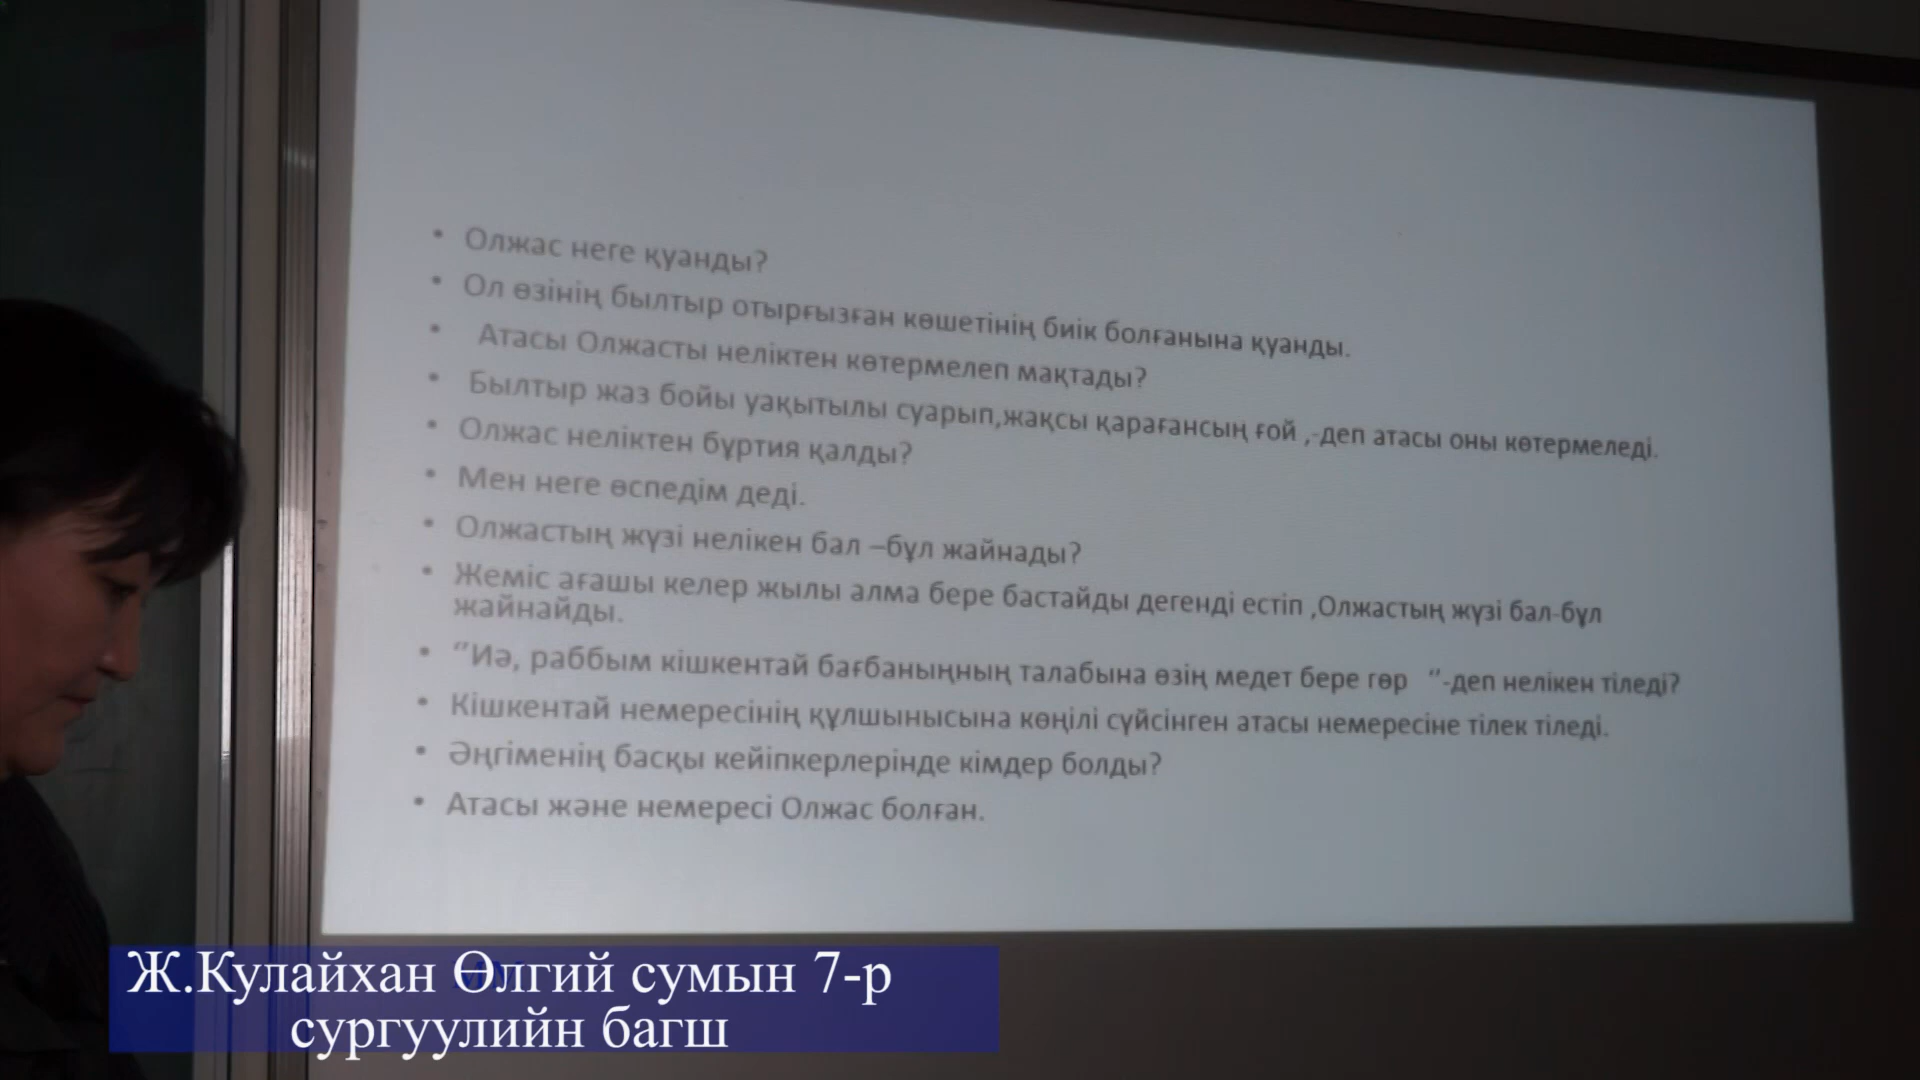 • Олжас неге қуанды?
• Ол өзінің былтыр отырғызған көшетінің биік болғанына қуанды.
• Атасы Олжасты неліктен көтермелеп мақтады?
• Былтыр жаз бойы уақытылы суарып,жақсы қарағансың ғой ,-деп атасы оны көтермеледі.
• Олжас неліктен бұртия қалды?
• Мен неге өспедім деді.
• Олжастың жүзі нелікен бал –бұл жайнады?
• Жеміс ағашы келер жылы алма бере бастайды дегенді естіп ,Олжастың жүзі бал-бұл
жайнайды.
• “Иә, раббым кішкентай бағбаныңның талабына өзің медет бере гөр “-деп нелікен тіледі?
• Кішкентай немересінің құлшынысына көңілі сүйсінген атасы немересіне тілек тіледі.
• Әңгіменің басқы кейіпкерлерінде кімдер болды?
• Атасы және немересі Олжас болған.
Ж.Кулайхан Өлгий сумын 7-р
сургуулийн багш